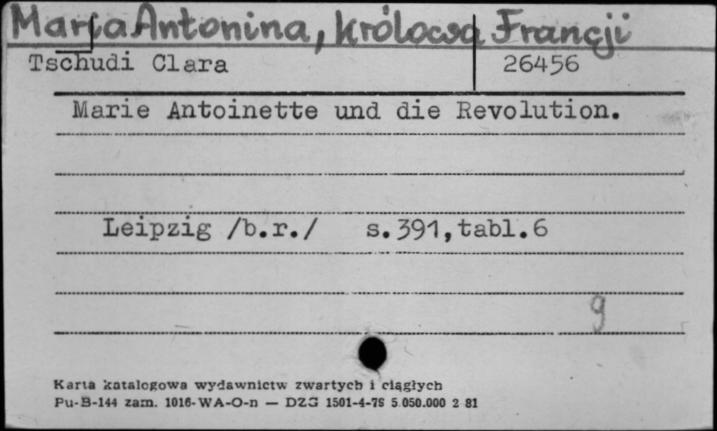 Marja Antonina, królowa Francji
Tschudi Clara 26456
Marie Antoinette und die Revolution.
Leipzig /b.r./ s.391,tabl.6
g
Karta katalogowa wydawnictw zwartych i ciągłych
Pu-B-144 zam. 1016-WA-O-n — DZG 1501-4-78 5.050.000 2 81